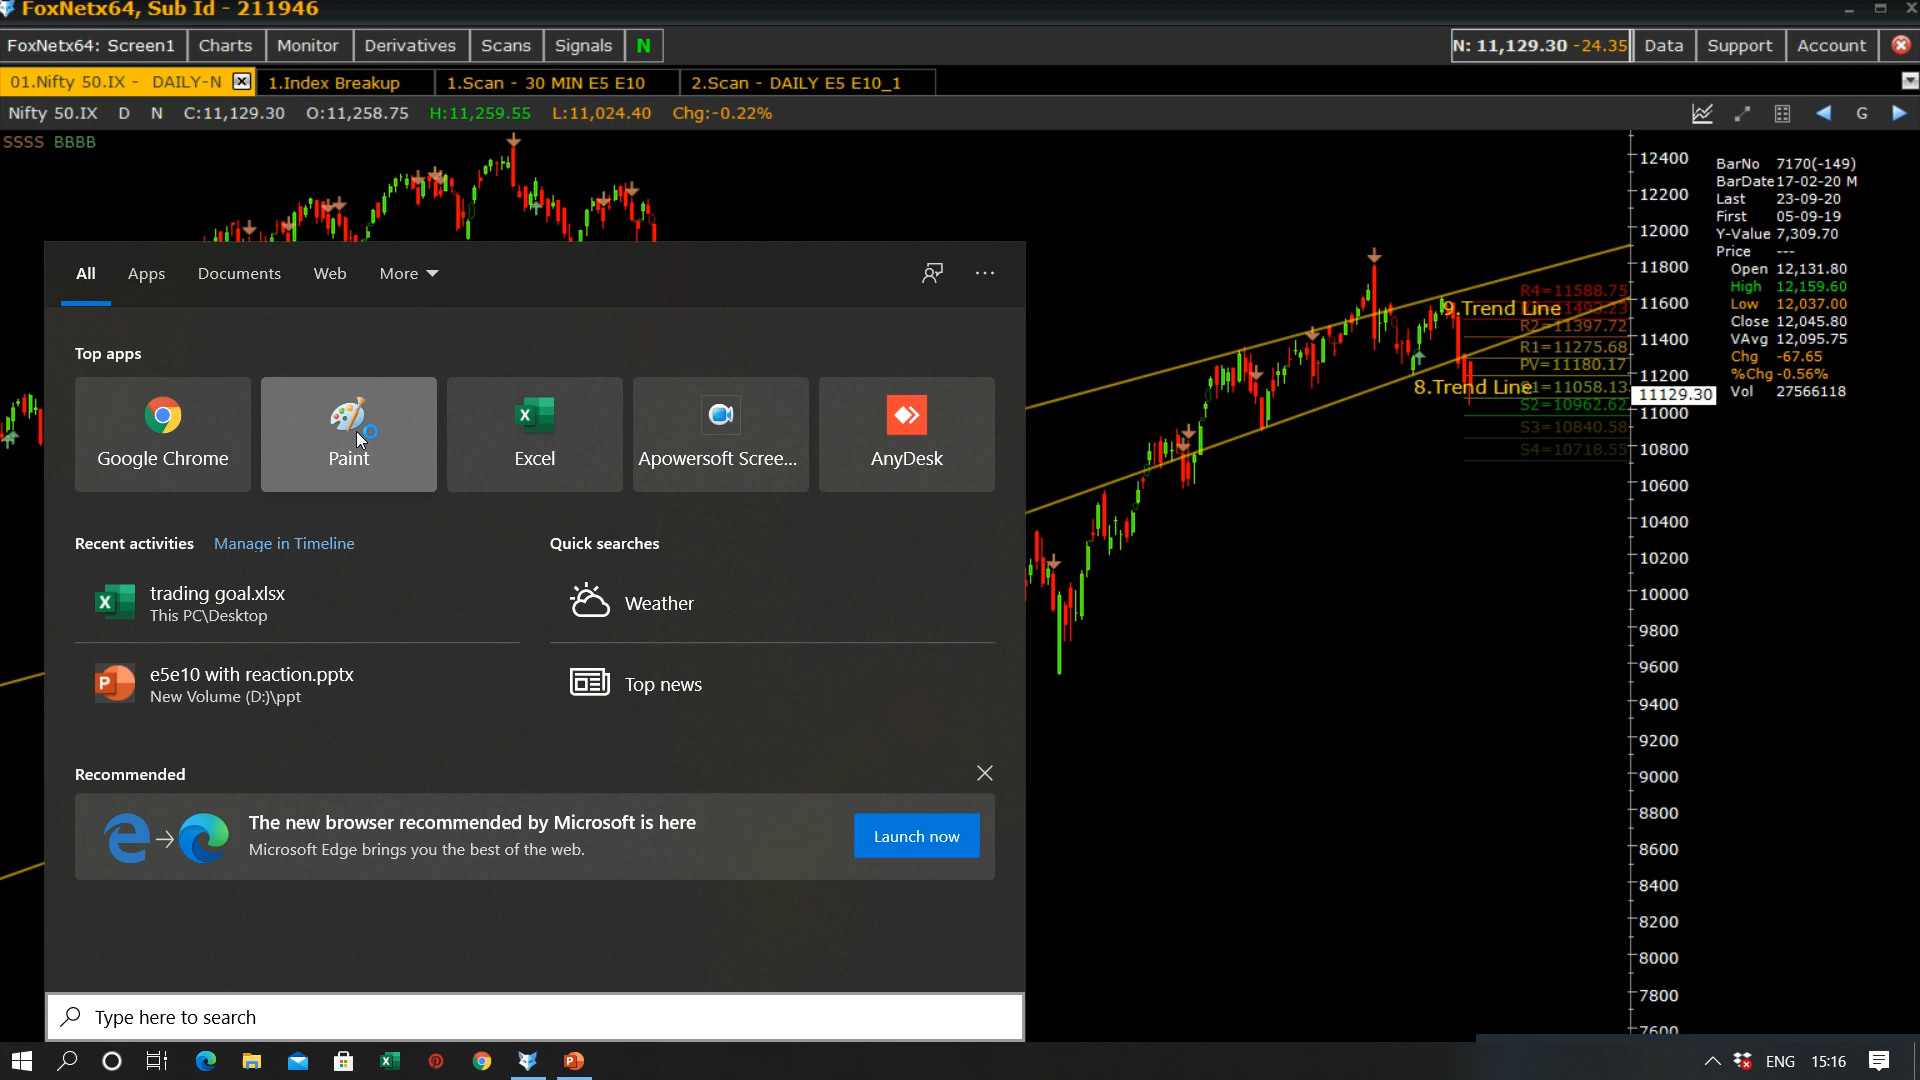 FoxNetx64, Sub Id - 211946
FoxNetx64: Screen1 Charts Monitor Derivatives Scans Signals N N: 11,129.30 -24.35 Data Support Account
01.Nifty 50.IX - DAILY-N 1.Index Breakup 1.Scan - 30 MIN E5 E10 2.Scan - DAILY E5 E10_1
Nifty 50.IX D N C:11,129.30 O:11,258.75 H:11,259.55 L:11,024.40 Chg:-0.22% G
SSSS BBBB
All Apps Documents Web More
Top apps
Google Chrome Paint Excel Apowersoft Scree... AnyDesk
Recent activities Manage in Timeline
trading goal.xlsx
This PC\Desktop
e5e10 with reaction.pptx
New Volume (D:)\ppt
Quick searches
Weather
Top news
Recommended
The new browser recommended by Microsoft is here
Microsoft Edge brings you the best of the web.
Launch now
Type here to search
R4=11588.75
9.Trend Line
R2=11397.72
R1=11275.68
PV=11180.17
8.Trend Line
S1=11058.13
S2=10962.62
S3=10840.58
S4=10718.55
12400
12200
12000
11800
11600
11400
11200
11129.30
11000
10800
10600
10400
10200
10000
9800
9600
9400
9200
9000
8800
8600
8400
8200
8000
7800
7600
BarNo 7170(-149)
BarDate 17-02-20 M
Last 23-09-20
First 05-09-19
Y-Value 7,309.70
Price ---
Open 12,131.80
High 12,159.60
Low 12,037.00
Close 12,045.80
VAvg 12,095.75
Chg -67.65
%Chg -0.56%
Vol 27566118
ENG 15:16